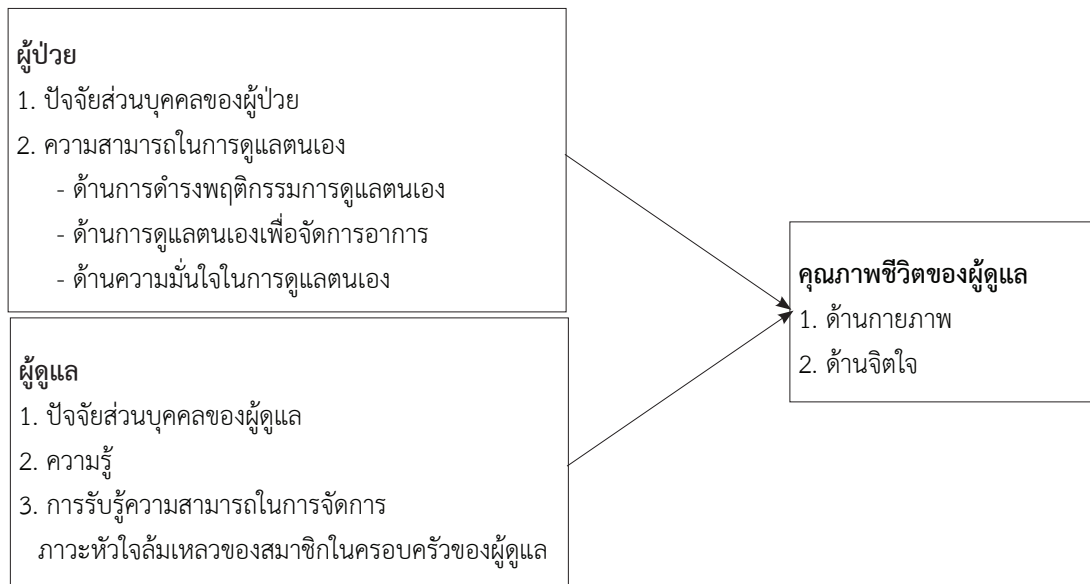 ผู้ป่วย
1. ปัจจัยส่วนบุคคลของผู้ป่วย
2. ความสามารถในการดูแลตนเอง
- ด้านการดำรงพฤติกรรมการดูแลตนเอง
- ด้านการดูแลตนเองเพื่อจัดการอาการ
- ด้านความมั่นใจในการดูแลตนเอง
ผู้ดูแล
1. ปัจจัยส่วนบุคคลของผู้ดูแล
2. ความรู้
3. การรับรู้ความสามารถในการจัดการ
ภาวะหัวใจล้มเหลวของสมาชิกในครอบครัวของผู้ดูแล
คุณภาพชีวิตของผู้ดูแล
1. ด้านกายภาพ
2. ด้านจิตใจ